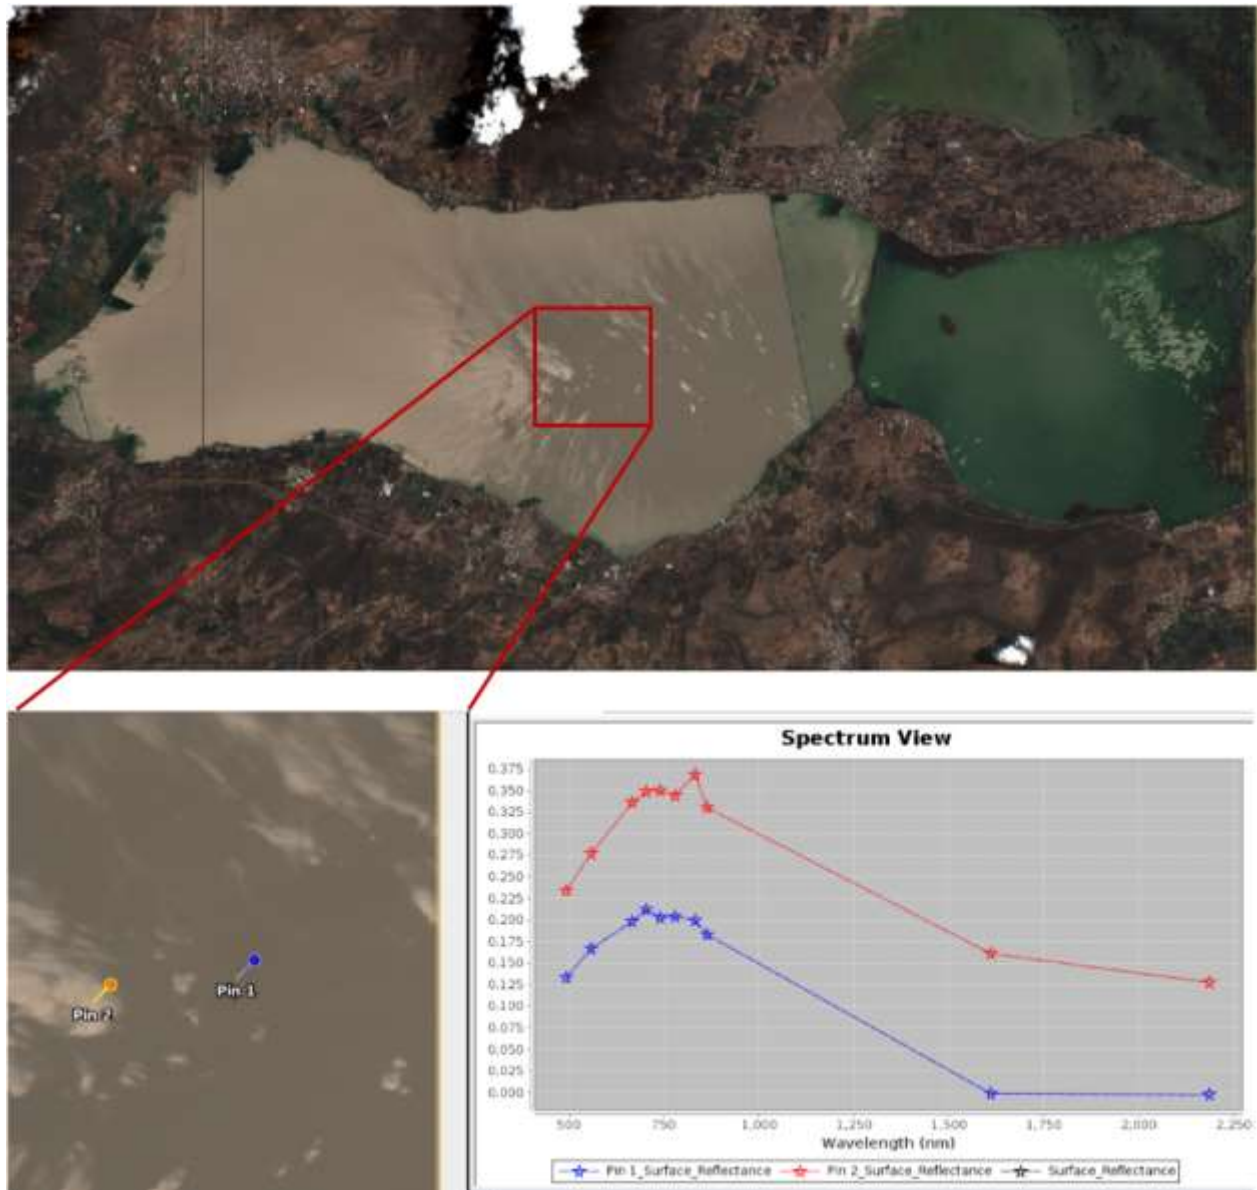 Spectrum View
0.375
0.350
0.325
0.300
0.275
0.250
0.225
0.200
0.175
0.150
0.125
0.100
0.075
0.050
0.025
0.000
500 750 1,000 1,250 1,500 1,750 2,000 2,250
Wavelength (nm)
Pin 1_Surface_Reflectance Pin 2_Surface_Reflectance Surface_Reflectance
Pin 1
Pin 2